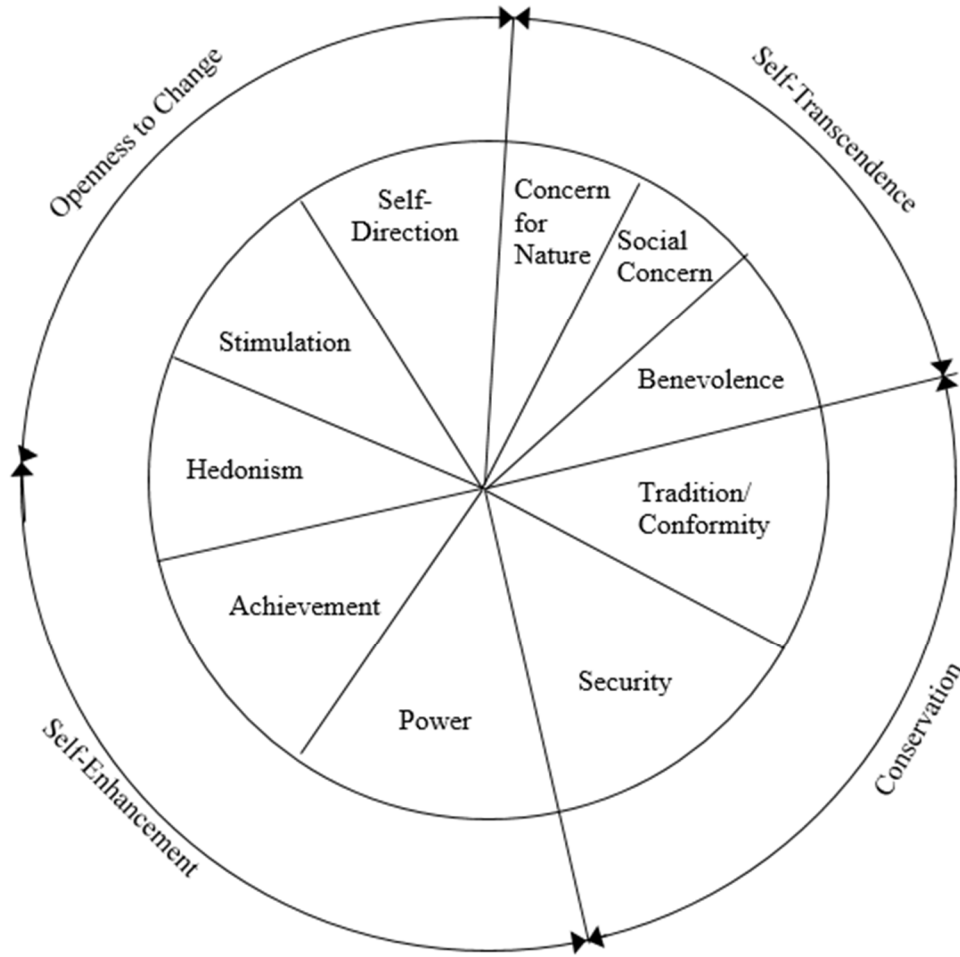 Openness to Change
Self-Transcendence
Self-
Direction
Concern
for
Nature
Social
Concern
Stimulation
Benevolence
Hedonism
Tradition/
Conformity
Achievement
Security
Power
Self-Enhancement
Conservation